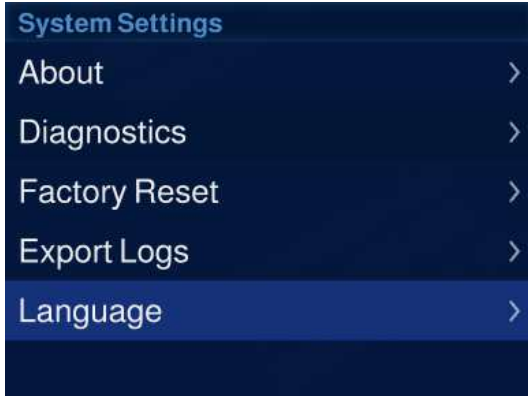 System Settings
About
Diagnostics
Factory Reset
Export Logs
Language